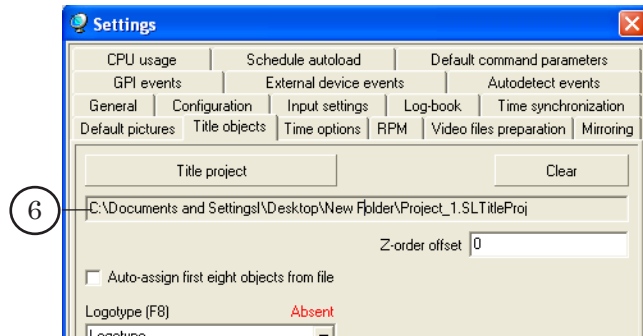 Settings
CPU usage Schedule autoload Default command parameters
GPI events External device events Autodetect events
General Configuration Input settings Log-book Time synchronization
Default pictures Title objects Time options RPM Video files preparation Mirroring
Title project Clear
6 C:\Documents and SettingsI\Desktop\New Folder\Project_1.SLTitleProj
Z-order offset 0
Auto-assign first eight objects from file
Logotype (F8) Absent
Logotype